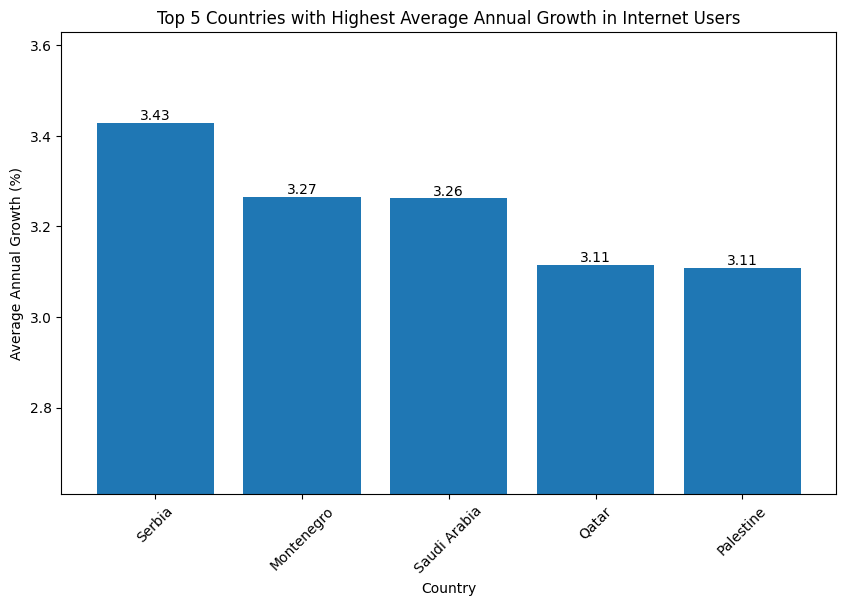 Top 5 Countries with Highest Average Annual Growth in Internet Users
Average Annual Growth (%)
3.6
3.4
3.2
3.0
2.8
3.43
3.27
3.26
3.11
3.11
Serbia
Montenegro
Saudi Arabia
Qatar
Palestine
Country